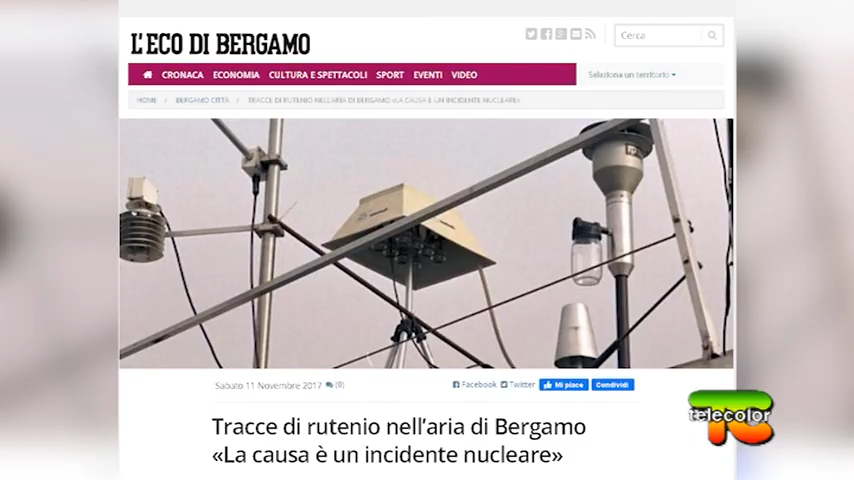 L'ECO DI BERGAMO
Cerca
CRONACA ECONOMIA CULTURA E SPETTACOLI SPORT EVENTI VIDEO
Seleziona un territorio
HOME / BERGAMO CITTÀ / TRACCE DI RUTENIO NELL'ARIA DI BERGAMO «LA CAUSA È UN INCIDENTE NUCLEARE»
Sabato 11 Novembre 2017 (0)
Facebook Twitter Mi piace Condividi
telecolor
Tracce di rutenio nell'aria di Bergamo
«La causa è un incidente nucleare»